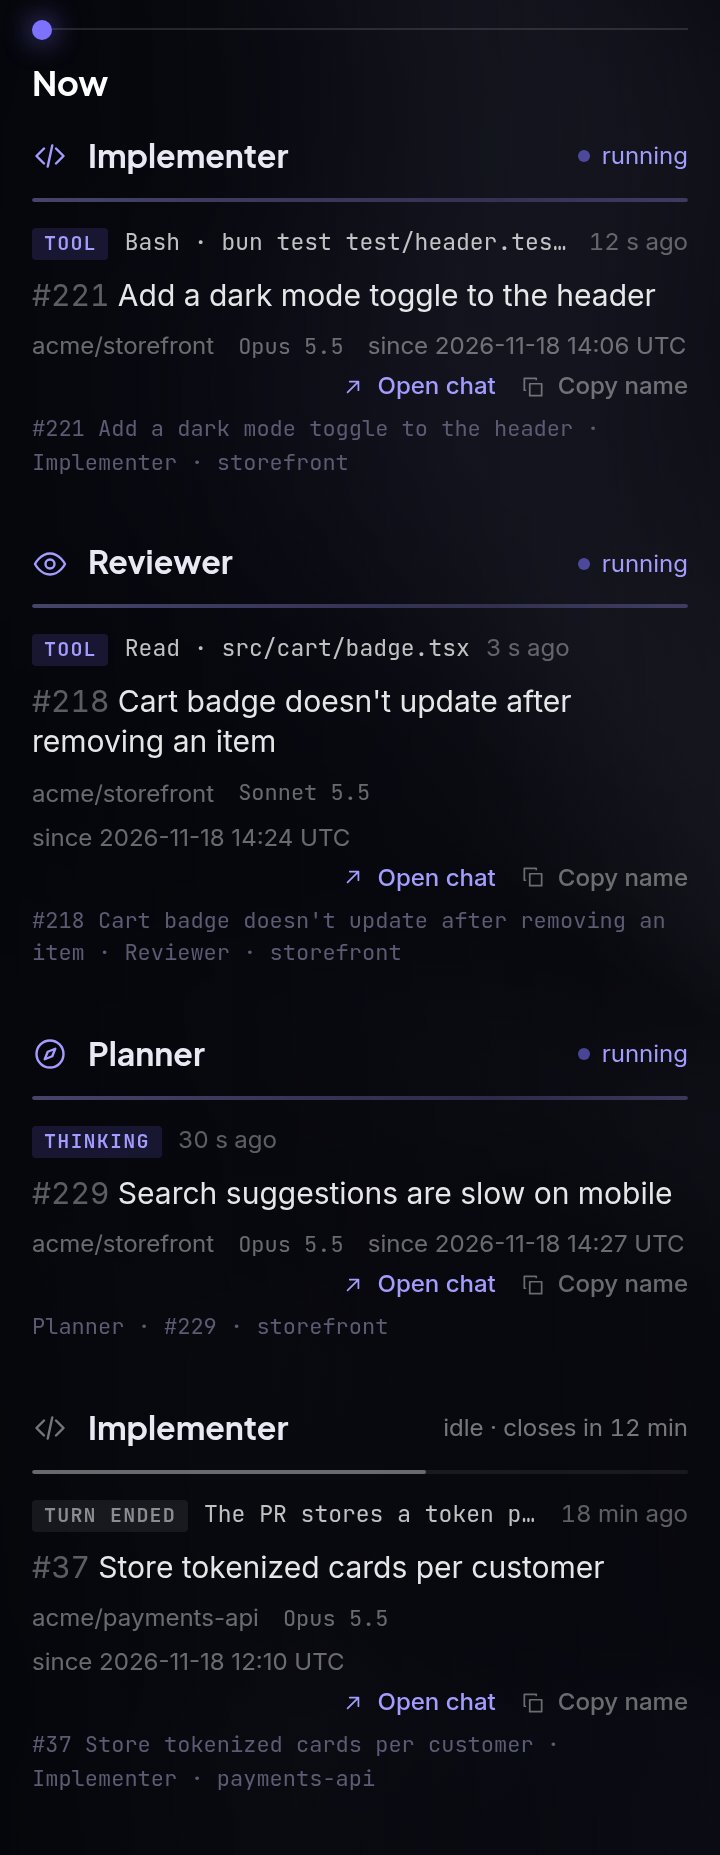 Now
Implementer running
TOOL Bash · bun test test/header.tes… 12 s ago
#221 Add a dark mode toggle to the header
acme/storefront Opus 5.5 since 2026-11-18 14:06 UTC
Open chat Copy name
#221 Add a dark mode toggle to the header ·
Implementer · storefront
Reviewer running
TOOL Read · src/cart/badge.tsx 3 s ago
#218 Cart badge doesn't update after
removing an item
acme/storefront Sonnet 5.5
since 2026-11-18 14:24 UTC
Open chat Copy name
#218 Cart badge doesn't update after removing an
item · Reviewer · storefront
Planner running
THINKING 30 s ago
#229 Search suggestions are slow on mobile
acme/storefront Opus 5.5 since 2026-11-18 14:27 UTC
Open chat Copy name
Planner · #229 · storefront
Implementer idle · closes in 12 min
TURN ENDED The PR stores a token p… 18 min ago
#37 Store tokenized cards per customer
acme/payments-api Opus 5.5
since 2026-11-18 12:10 UTC
Open chat Copy name
#37 Store tokenized cards per customer ·
Implementer · payments-api